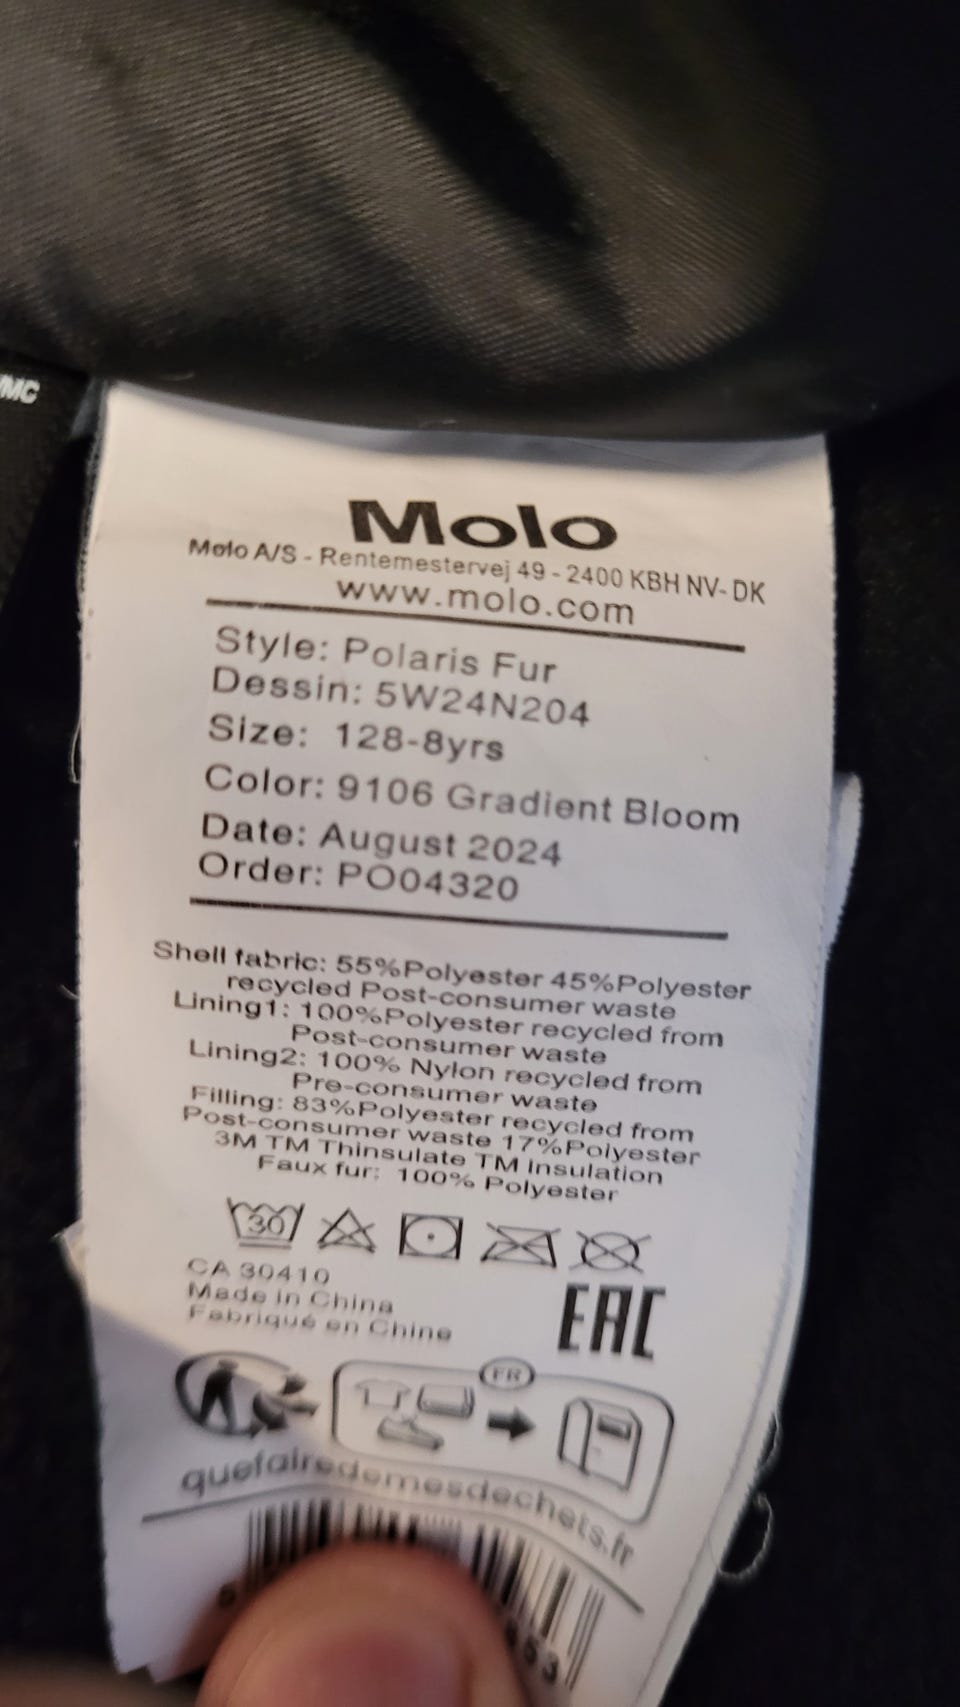 MC
Molo
Molo A/S - Rentemestervej 49 - 2400 KBH NV- DK
www.molo.com
Style: Polaris Fur
Dessin: 5W24N204
Size: 128-8yrs
Color: 9106 Gradient Bloom
Date: August 2024
Order: PO04320
Shell fabric: 55%Polyester 45%Polyester
recycled Post-consumer waste
Lining1: 100%Polyester recycled from
Post-consumer waste
Lining2: 100% Nylon recycled from
Pre-consumer waste
Filling: 83%Polyester recycled from
Post-consumer waste 17%Polyester
3M TM Thinsulate TM Insulation
Faux fur: 100% Polyester
30
CA 30410
Made in China
Fabriqué en Chine
EAC
FR
quefairedemesdechets.fr
53